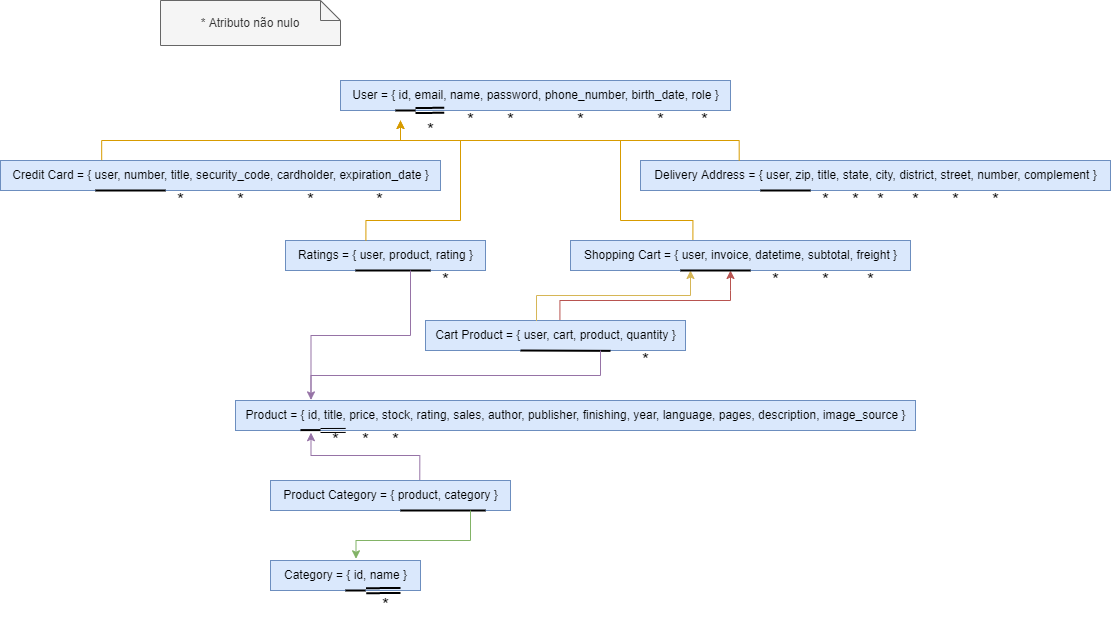 * Atributo não nulo
User = { id, email, name, password, phone_number, birth_date, role }
* * * * * *
Credit Card = { user, number, title, security_code, cardholder, expiration_date }
* * * *
Delivery Address = { user, zip, title, state, city, district, street, number, complement }
* * * * * *
Ratings = { user, product, rating }
*
Shopping Cart = { user, invoice, datetime, subtotal, freight }
* * *
Cart Product = { user, cart, product, quantity }
*
Product = { id, title, price, stock, rating, sales, author, publisher, finishing, year, language, pages, description, image_source }
* * *
Product Category = { product, category }
Category = { id, name }
*